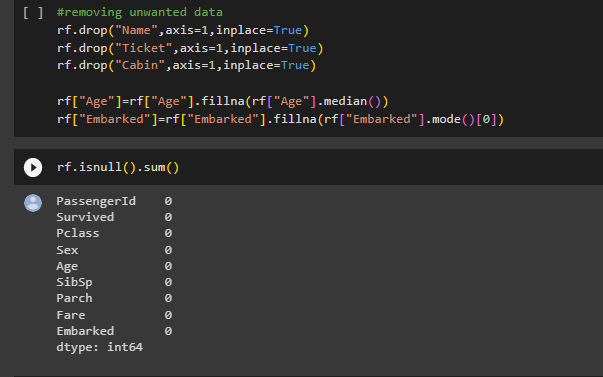 [ ] #removing unwanted data
rf.drop("Name",axis=1,inplace=True)
rf.drop("Ticket",axis=1,inplace=True)
rf.drop("Cabin",axis=1,inplace=True)
rf["Age"]=rf["Age"].fillna(rf["Age"].median())
rf["Embarked"]=rf["Embarked"].fillna(rf["Embarked"].mode()[0])
rf.isnull().sum()
PassengerId 0
Survived 0
Pclass 0
Sex 0
Age 0
SibSp 0
Parch 0
Fare 0
Embarked 0
dtype: int64